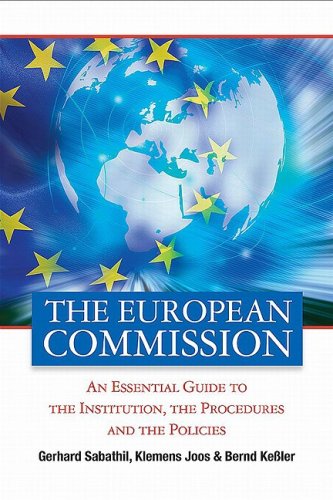 THE EUROPEAN
COMMISSION
AN ESSENTIAL GUIDE TO
THE INSTITUTION, THE PROCEDURES
AND THE POLICIES
Gerhard Sabathil, Klemens Joos & Bernd Keßler